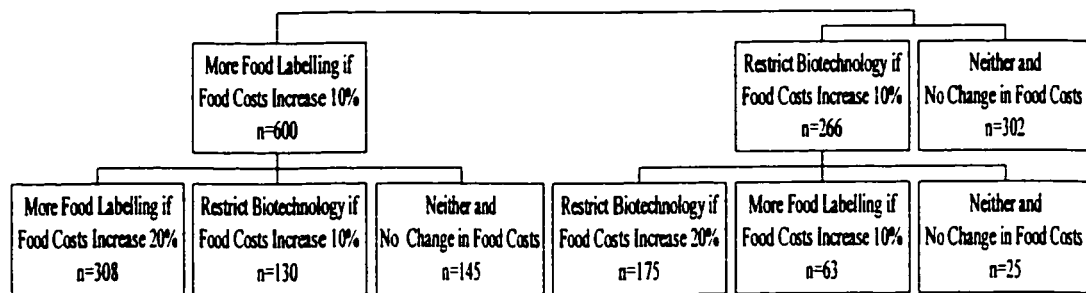 More Food Labelling if
Food Costs Increase 10%
n=600
Restrict Biotechnology if
Food Costs Increase 10%
n=266
Neither and
No Change in Food Costs
n=302
More Food Labelling if
Food Costs Increase 20%
n=308
Restrict Biotechnology if
Food Costs Increase 10%
n=130
Neither and
No Change in Food Costs
n=145
Restrict Biotechnology if
Food Costs Increase 20%
n=175
More Food Labelling if
Food Costs Increase 10%
n=63
Neither and
No Change in Food Costs
n=25